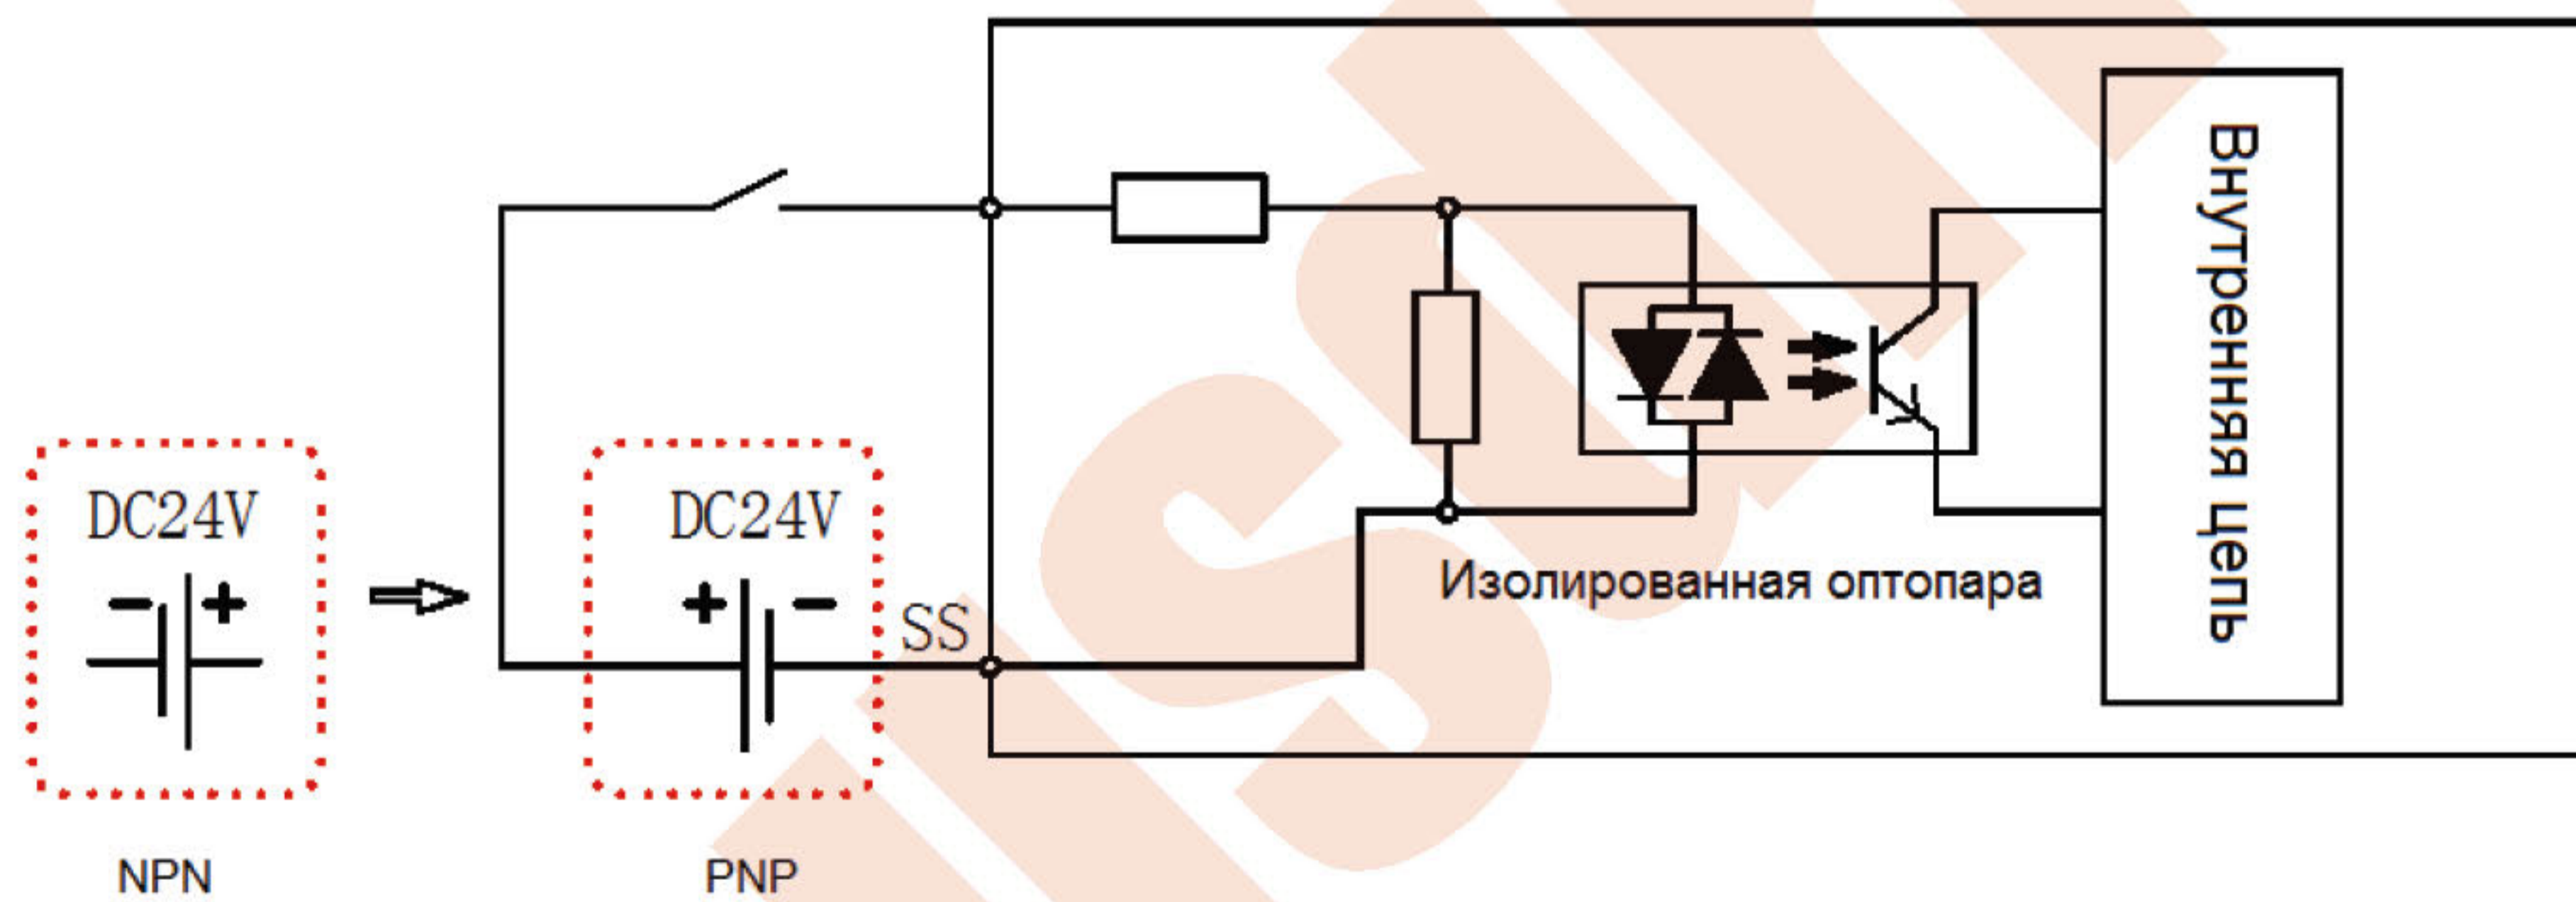 DC24V
- +
NPN
DC24V
+ -
PNP
SS
Изолированная оптопара
Внутренняя цепь